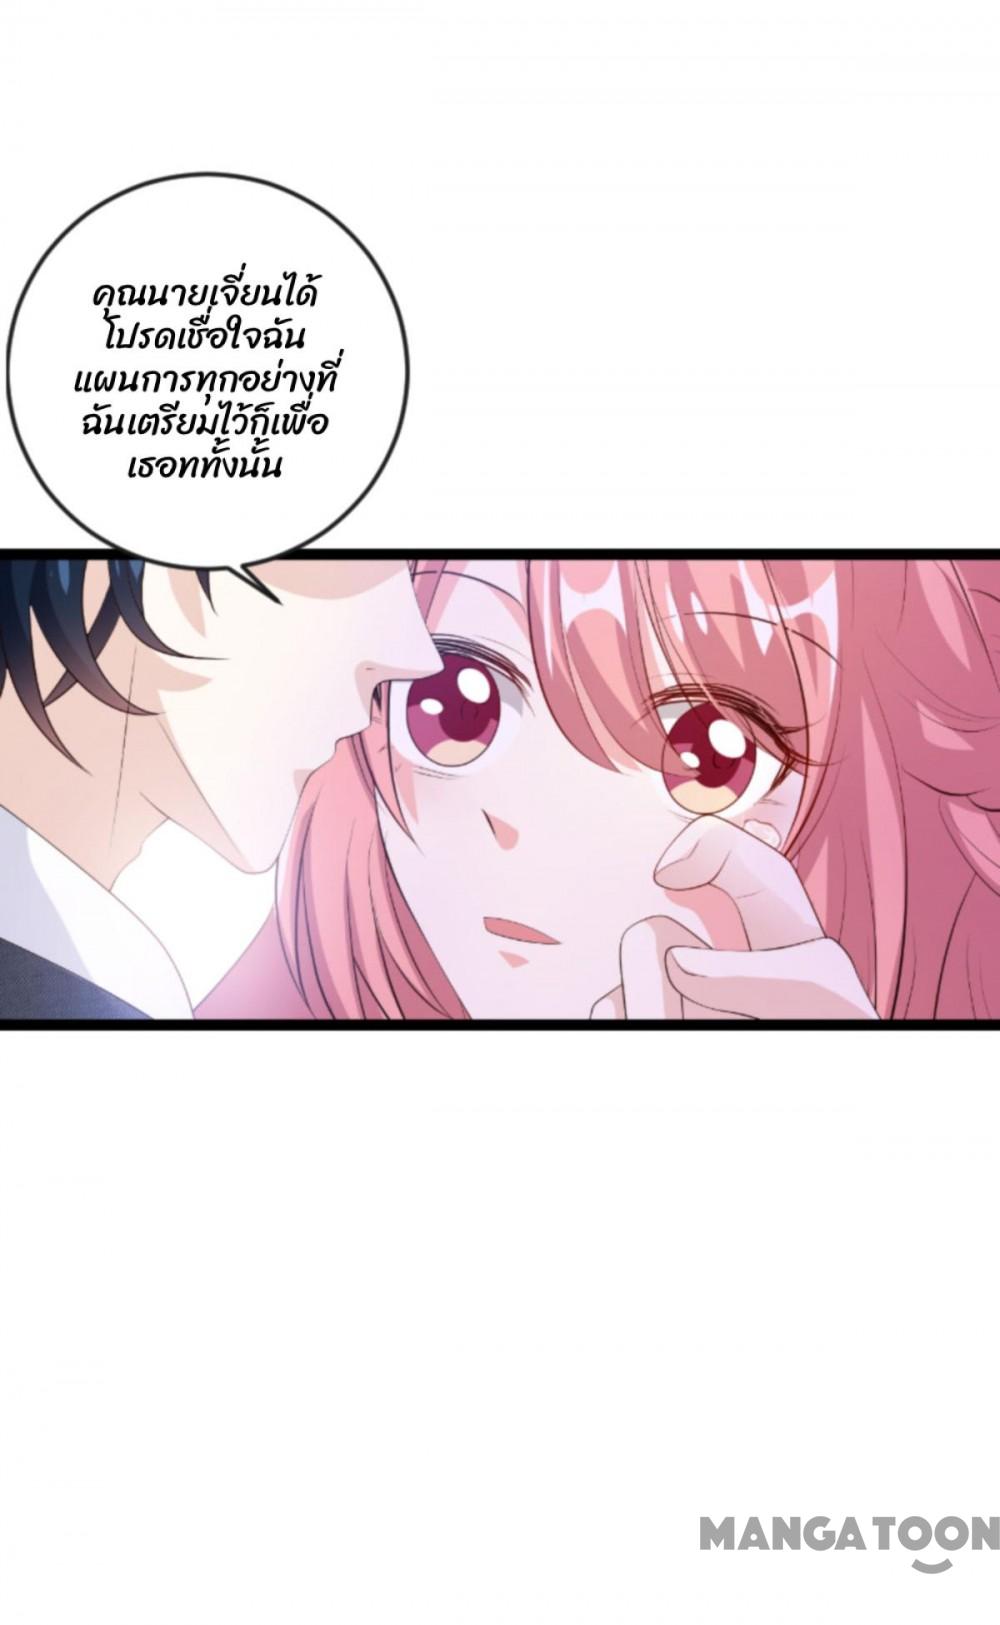 คุณนายเจี่ยนได้
โปรดเชื่อใจฉัน
แผนการทุกอย่างที่
ฉันเตรียมไว้ก็เพื่อ
เธอททั้งนั้น
MANGATOON